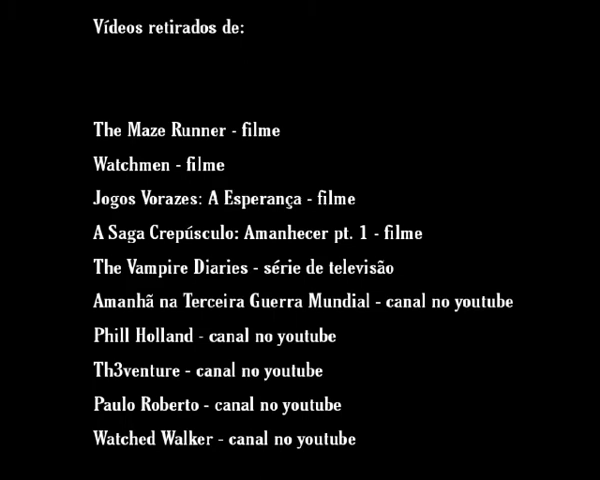 Vídeos retirados de:
The Maze Runner - filme
Watchmen - filme
Jogos Vorazes: A Esperança - filme
A Saga Crepúsculo: Amanhecer pt. 1 - filme
The Vampire Diaries - série de televisão
Amanhã na Terceira Guerra Mundial - canal no youtube
Phill Holland - canal no youtube
Th3venture - canal no youtube
Paulo Roberto - canal no youtube
Watched Walker - canal no youtube